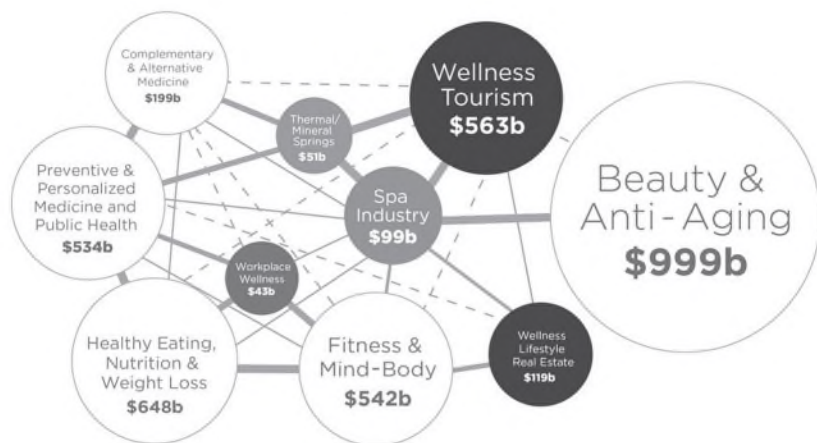 Complementary
& Alternative
Medicine
$199b
Wellness
Tourism
$563b
Thermal/
Mineral
Springs
$51b
Preventive &
Personalized
Medicine and
Public Health
$534b
Spa
Industry
$99b
Beauty &
Anti-Aging
$999b
Workplace
Wellness
$43b
Healthy Eating,
Nutrition &
Weight Loss
$648b
Fitness &
Mind-Body
$542b
Wellness
Lifestyle
Real Estate
$119b